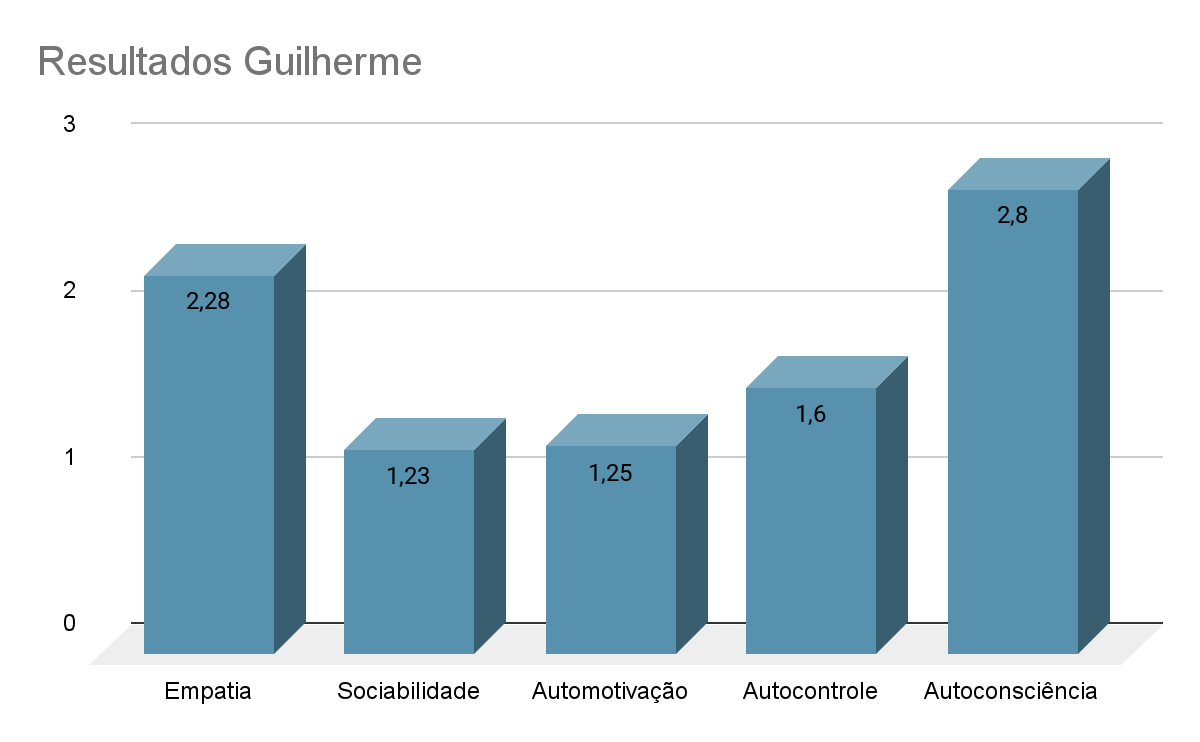 Resultados Guilherme
3
2
1
0
2,28
1,23
1,25
1,6
2,8
Empatia
Sociabilidade
Automotivação
Autocontrole
Autoconsciência